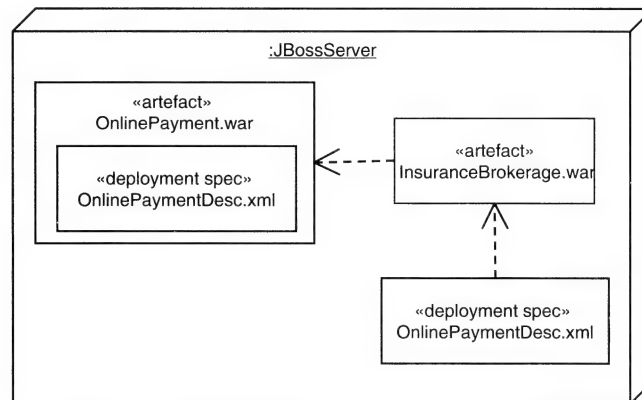 :JBossServer
«artefact»
OnlinePayment.war
«deployment spec»
OnlinePaymentDesc.xml
«artefact»
InsuranceBrokerage.war
«deployment spec»
OnlinePaymentDesc.xml